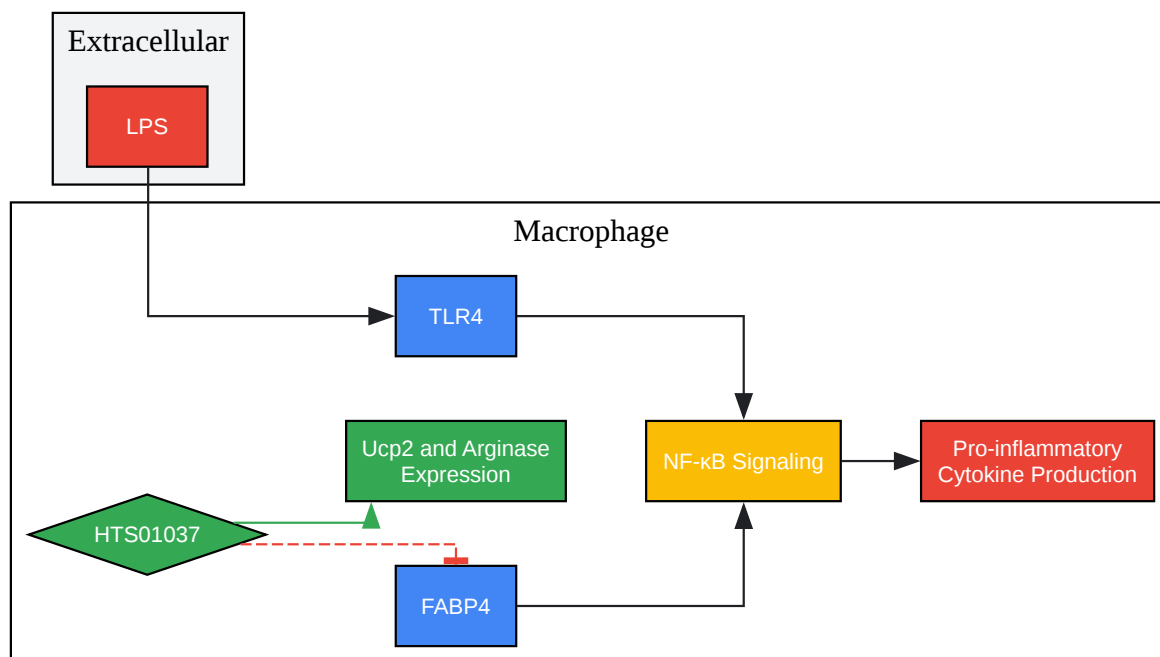 Extracellular
LPS
Macrophage
TLR4
Ucp2 and Arginase
Expression
NF-κB Signaling
Pro-inflammatory
Cytokine Production
HTS01037
FABP4